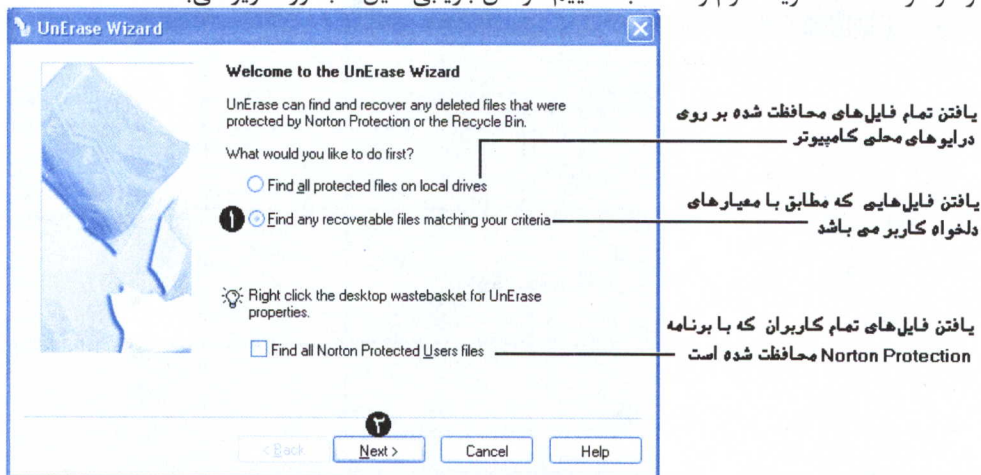 UnErase Wizard
Welcome to the UnErase Wizard
UnErase can find and recover any deleted files that were
protected by Norton Protection or the Recycle Bin.
What would you like to do first?
Find all protected files on local drives
۱
Find any recoverable files matching your criteria
Right click the desktop wastebasket for UnErase
properties.
Find all Norton Protected Users files
۲
< Back
Next >
Cancel
Help
یافتن تمام فایل‌های محافظت شده بر روی
درایو های محلی کامپیوتر
یافتن فایل‌هایی که مطابق با معیارهای
دلخواه کاربر می باشد
یافتن فایل‌های تمام کاربران که با برنامه
Norton Protection محافظت شده است